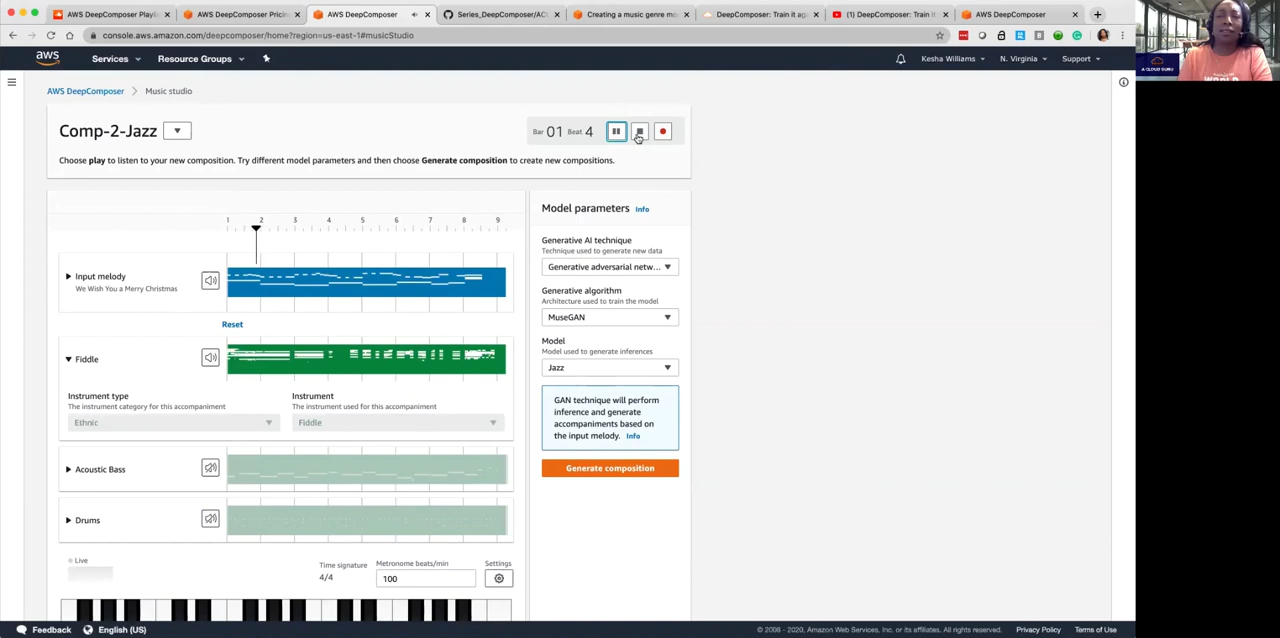 AWS DeepComposer Playli
AWS DeepComposer Pricin
AWS DeepComposer
Series_DeepComposer/AC
Creating a music genre mo
DeepComposer: Train it a
DeepComposer: Train it
AWS DeepComposer
console.aws.amazon.com/deepcomposer/home?region=us-east-1#musicStudio
A CLOUD GURU
aws
Services
Resource Groups
Kesha Williams
N. Virginia
Support
AWS DeepComposer
Music studio
Comp-2-Jazz
Bar 01 Beat 4
Choose play to listen to your new composition. Try different model parameters and then choose Generate composition to create new compositions.
1 2 3 4 5 6 7 8 9
Input melody
We Wish You a Merry Christmas
Reset
Fiddle
Instrument type
The instrument category for this accompaniment
Ethnic
Instrument
The instrument used for this accompaniment
Fiddle
Acoustic Bass
Drums
Live
Time signature
4/4
Metronome beats/min
100
Settings
Model parameters Info
Generative AI technique
Technique used to generate new data
Generative adversarial netw...
Generative algorithm
Architecture used to train the model
MuseGAN
Model
Model used to generate inferences
Jazz
GAN technique will perform
inference and generate
accompaniments based on
the input melody. Info
Generate composition
Feedback
English (US)
© 2008 - 2020, Amazon Web Services, Inc. or its affiliates. All rights reserved.
Privacy Policy
Terms of Use